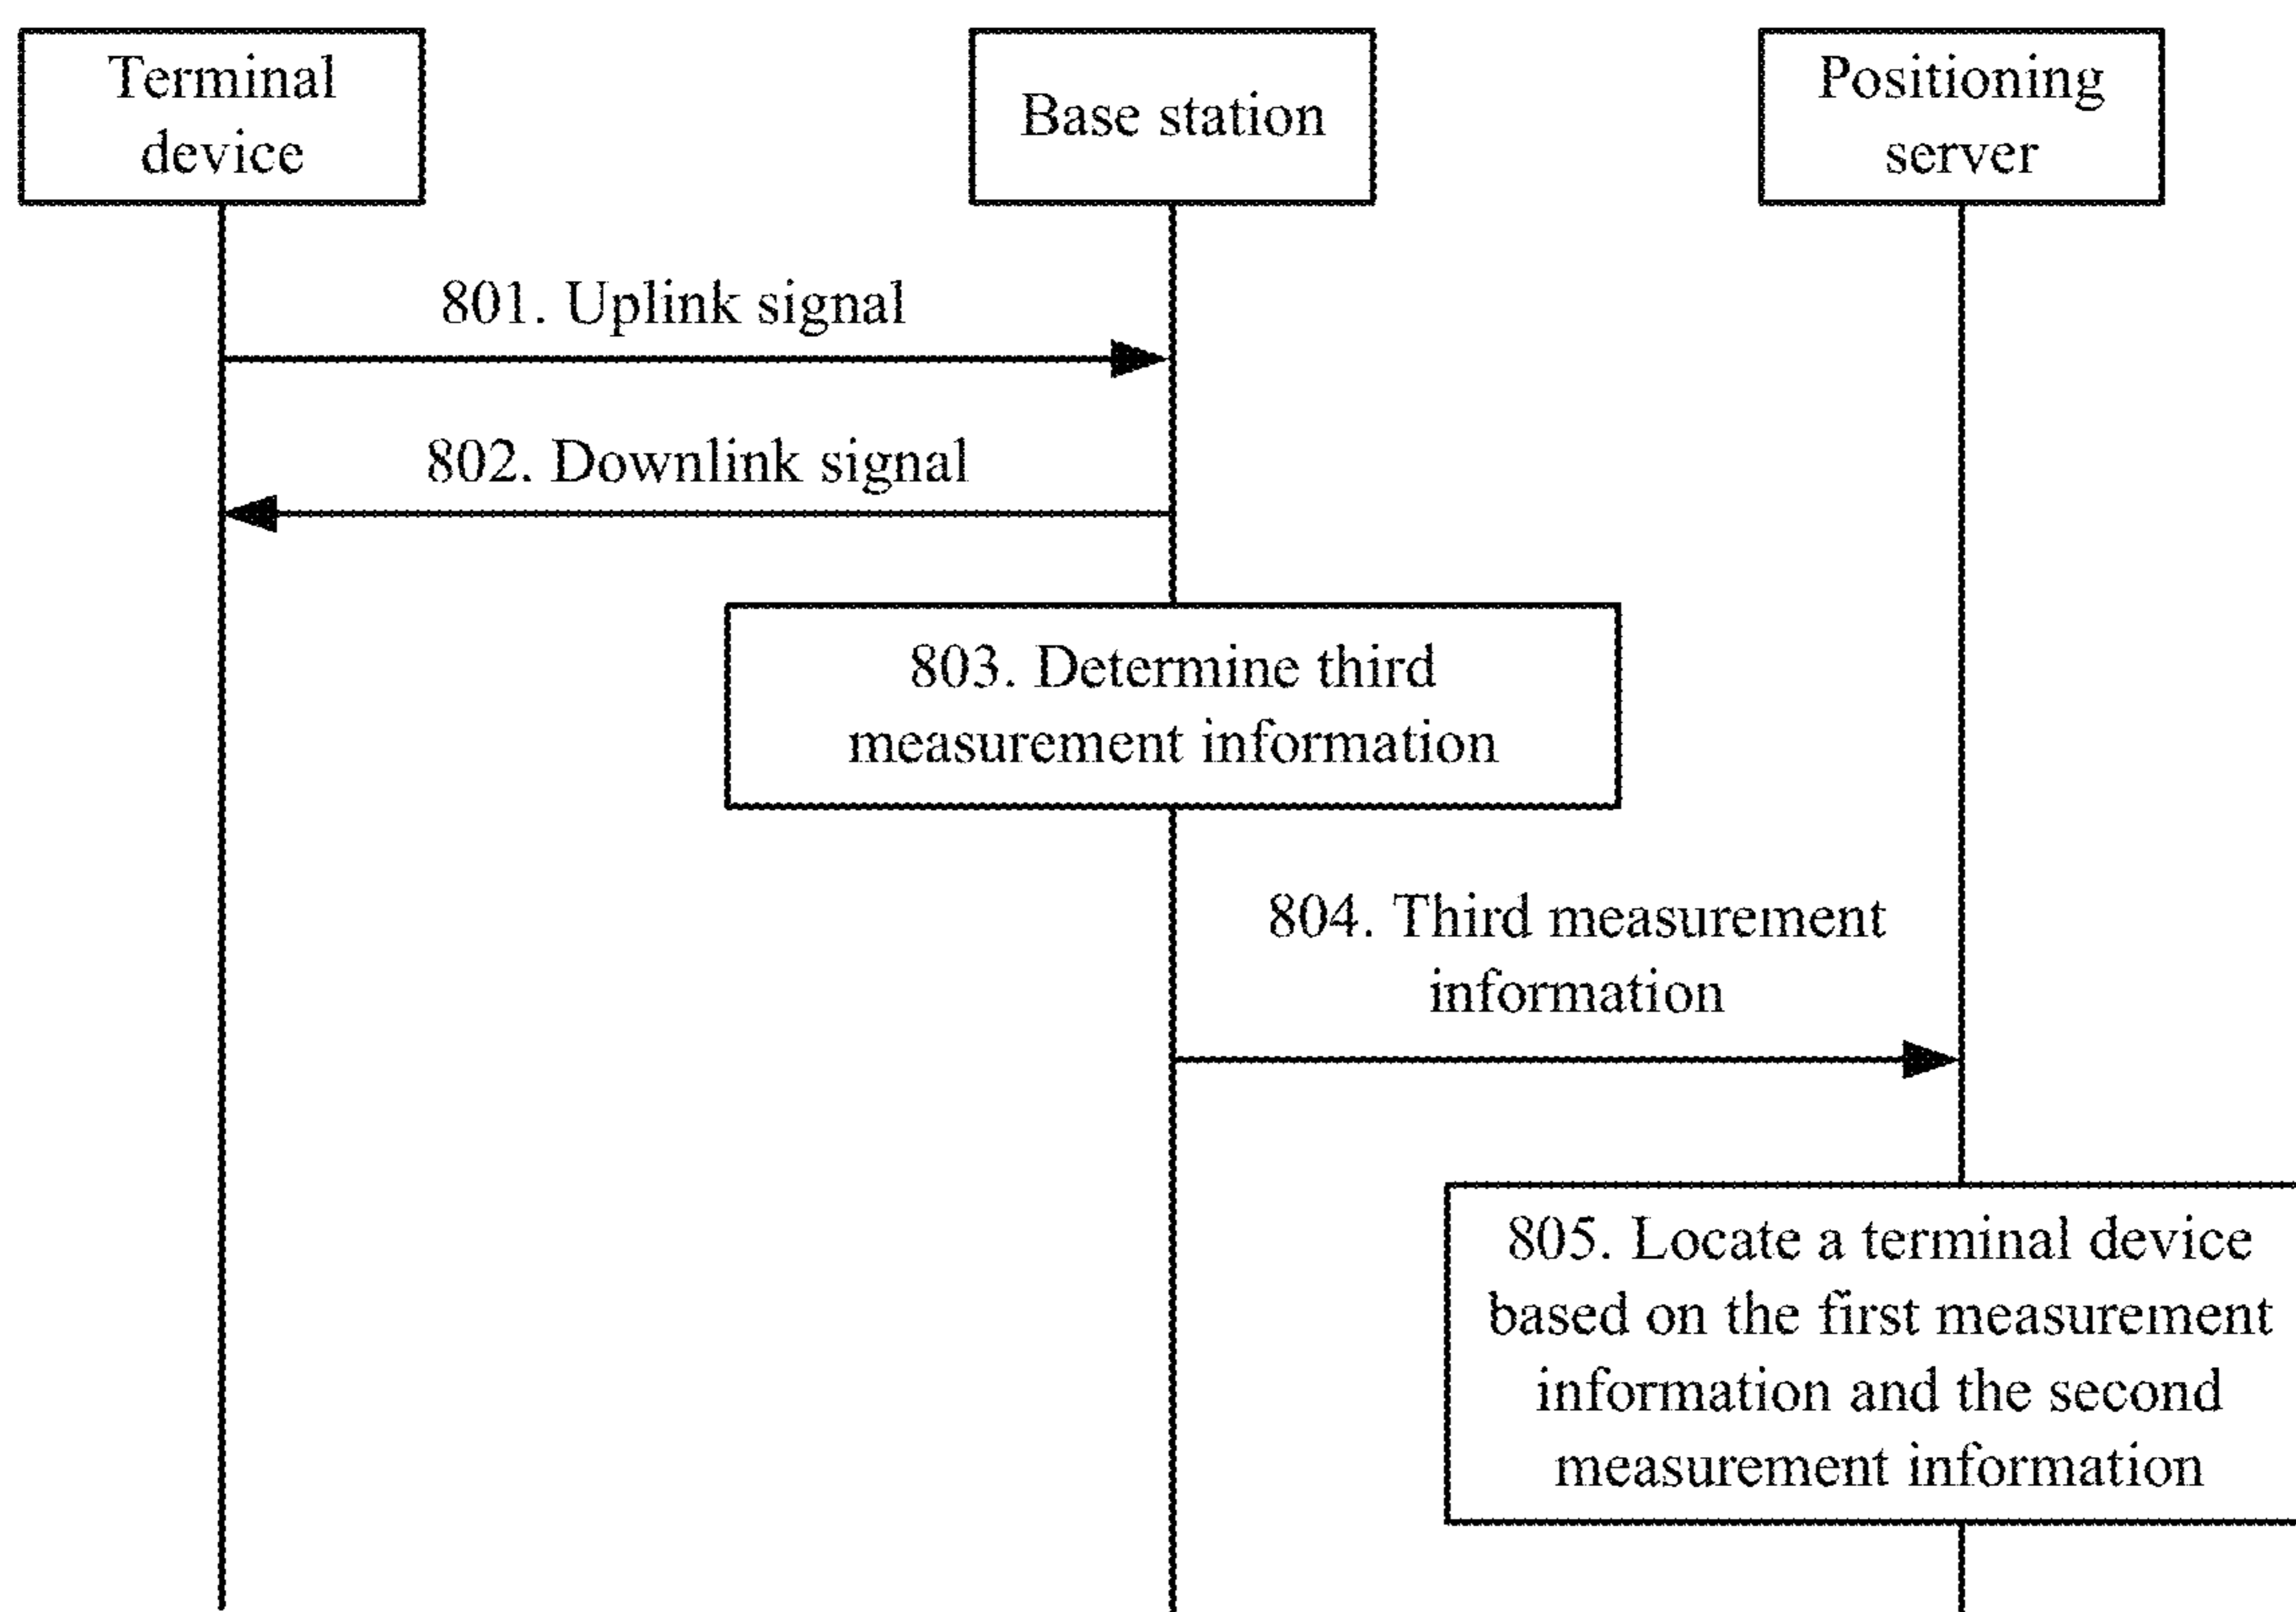 Terminal
device
Base station
Positioning
server
801. Uplink signal
802. Downlink signal
803. Determine third
measurement information
804. Third measurement
information
805. Locate a terminal device
based on the first measurement
information and the second
measurement information